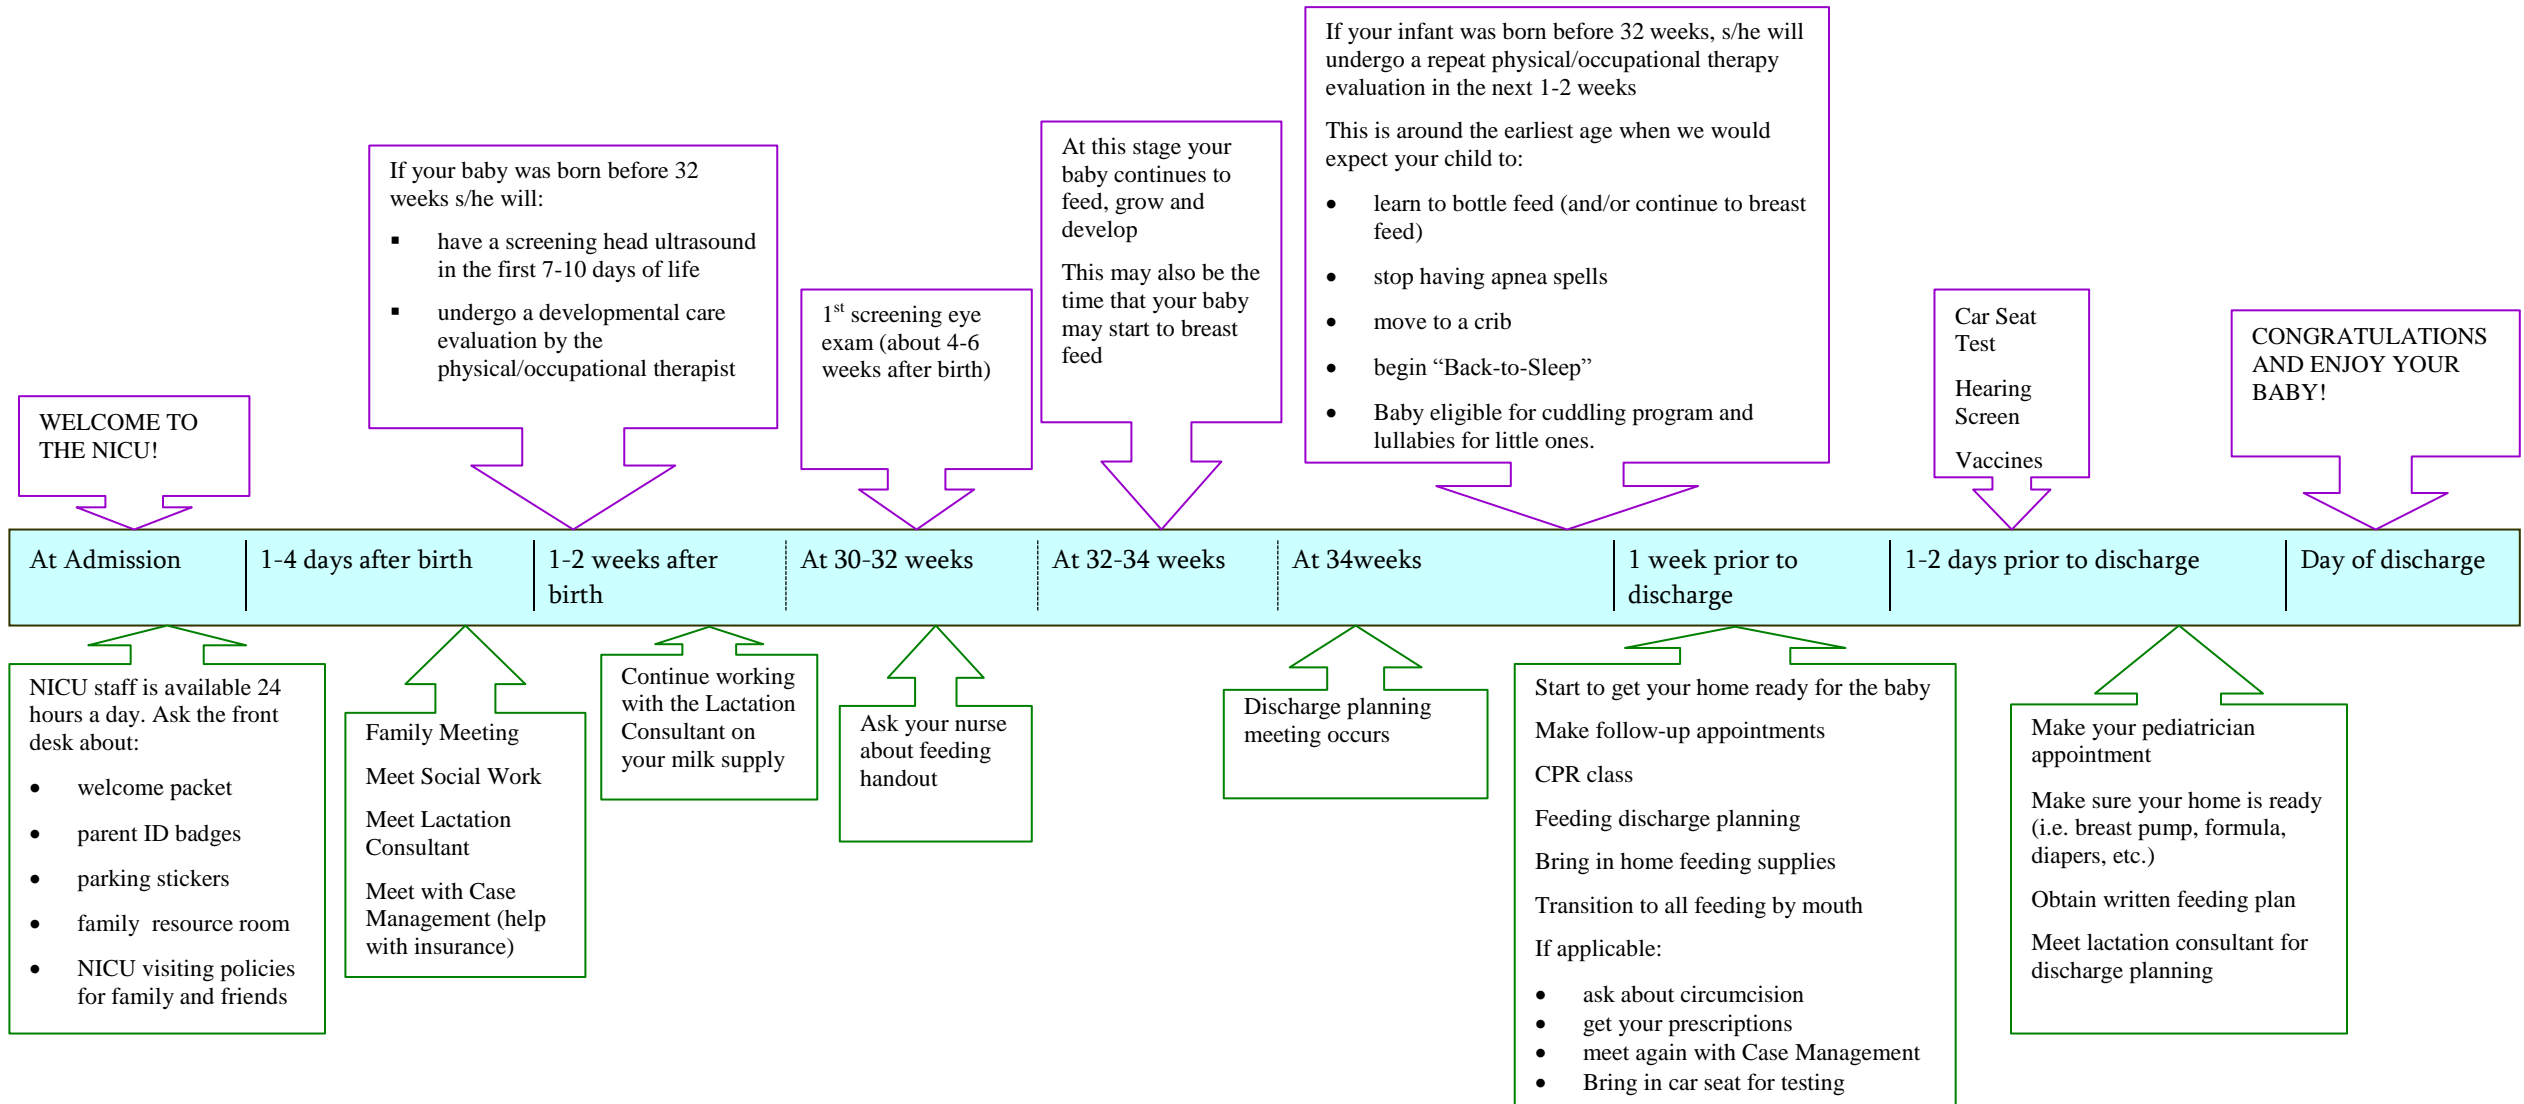 WELCOME TO
THE NICU!
If your baby was born before 32
weeks s/he will:
▪ have a screening head ultrasound
in the first 7-10 days of life
▪ undergo a developmental care
evaluation by the
physical/occupational therapist
1st screening eye
exam (about 4-6
weeks after birth)
At this stage your
baby continues to
feed, grow and
develop
This may also be the
time that your baby
may start to breast
feed
If your infant was born before 32 weeks, s/he will
undergo a repeat physical/occupational therapy
evaluation in the next 1-2 weeks
This is around the earliest age when we would
expect your child to:
• learn to bottle feed (and/or continue to breast
feed)
• stop having apnea spells
• move to a crib
• begin “Back-to-Sleep”
• Baby eligible for cuddling program and
lullabies for little ones.
Car Seat
Test
Hearing
Screen
Vaccines
CONGRATULATIONS
AND ENJOY YOUR
BABY!
At Admission
1-4 days after birth
1-2 weeks after
birth
At 30-32 weeks
At 32-34 weeks
At 34weeks
1 week prior to
discharge
1-2 days prior to discharge
Day of discharge
NICU staff is available 24
hours a day. Ask the front
desk about:
• welcome packet
• parent ID badges
• parking stickers
• family resource room
• NICU visiting policies
for family and friends
Family Meeting
Meet Social Work
Meet Lactation
Consultant
Meet with Case
Management (help
with insurance)
Continue working
with the Lactation
Consultant on
your milk supply
Ask your nurse
about feeding
handout
Discharge planning
meeting occurs
Start to get your home ready for the baby
Make follow-up appointments
CPR class
Feeding discharge planning
Bring in home feeding supplies
Transition to all feeding by mouth
If applicable:
• ask about circumcision
• get your prescriptions
• meet again with Case Management
• Bring in car seat for testing
Make your pediatrician
appointment
Make sure your home is ready
(i.e. breast pump, formula,
diapers, etc.)
Obtain written feeding plan
Meet lactation consultant for
discharge planning